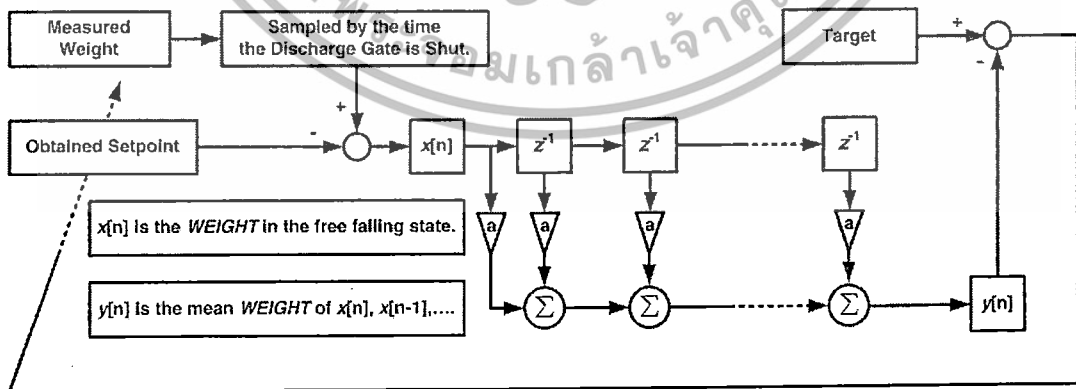 Measured
Weight
Sampled by the time
the Discharge Gate is Shut.
Target
+
-
+
-
Obtained Setpoint
x[n]
z⁻¹
z⁻¹
z⁻¹
x[n] is the WEIGHT in the free falling state.
a
a
a
a
y[n] is the mean WEIGHT of x[n], x[n-1],....
Σ
Σ
Σ
y[n]